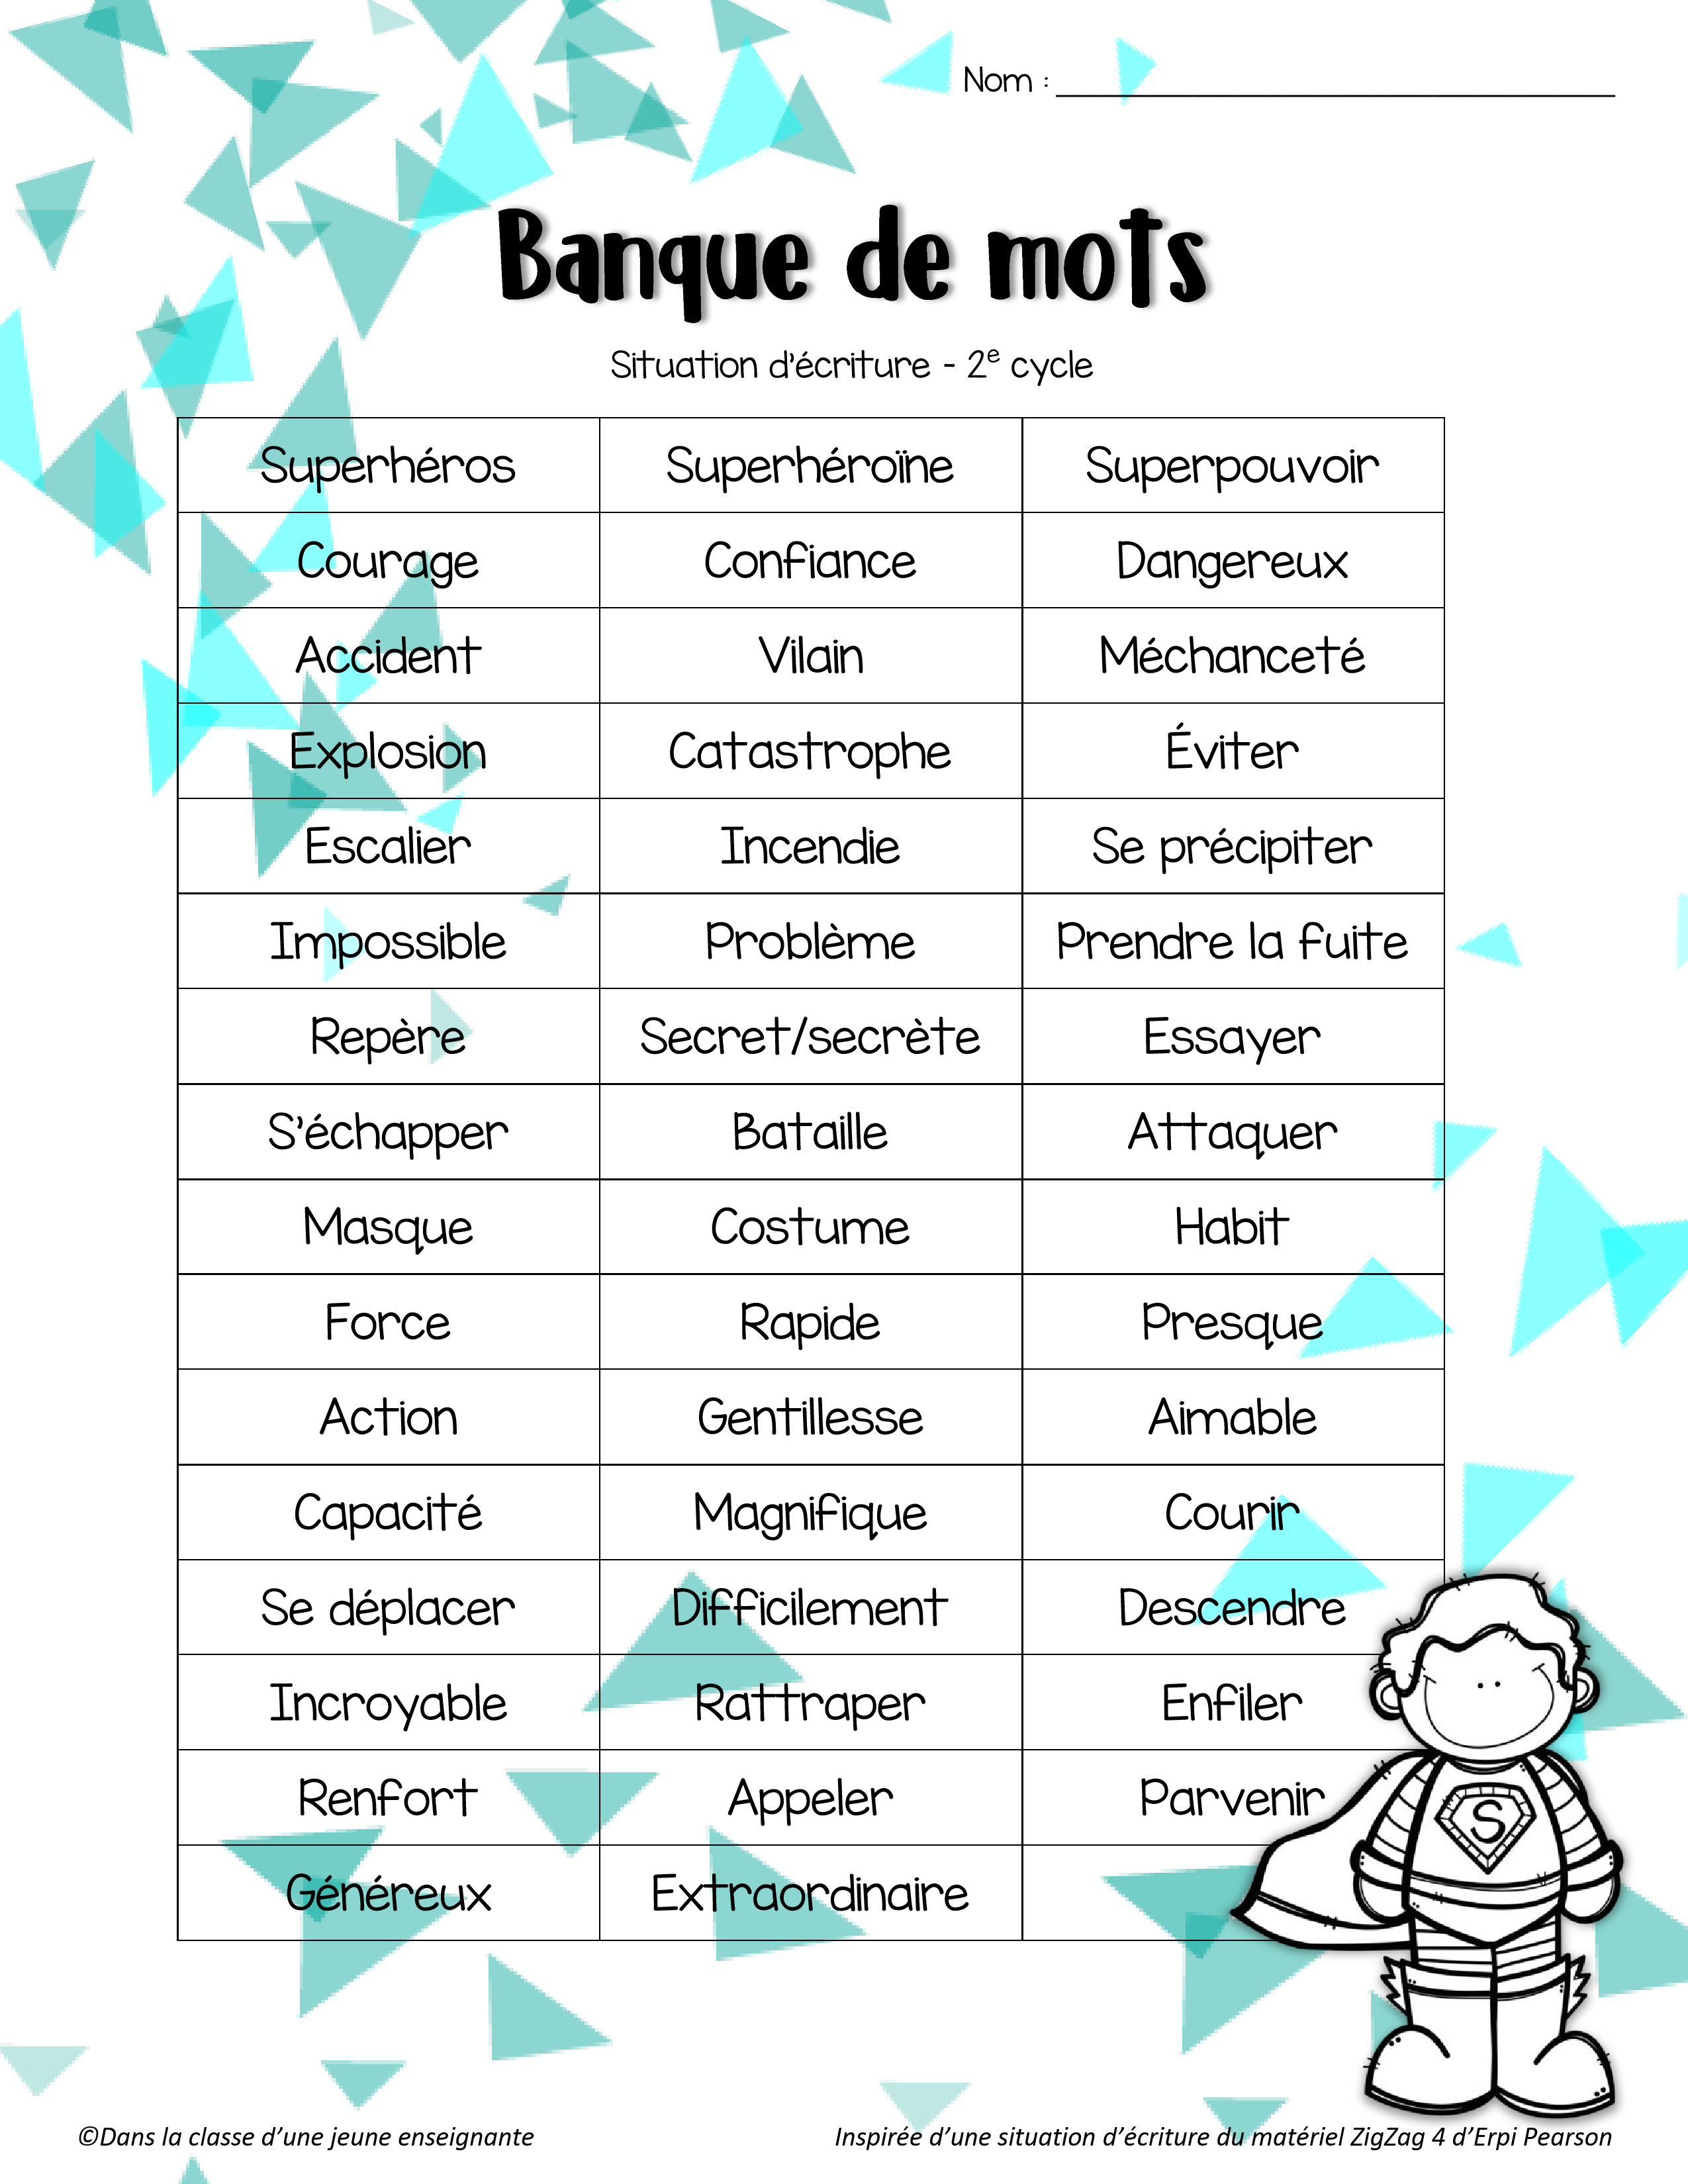 Nom : ____________________________
Banque de mots
Situation d'écriture - 2e cycle
Superhéros Superhéroïne Superpouvoir
Courage Confiance Dangereux
Accident Vilain Méchanceté
Explosion Catastrophe Éviter
Escalier Incendie Se précipiter
Impossible Problème Prendre la fuite
Repère Secret/secrète Essayer
S'échapper Bataille Attaquer
Masque Costume Habit
Force Rapide Presque
Action Gentillesse Aimable
Capacité Magnifique Courir
Se déplacer Difficilement Descendre
Incroyable Rattraper Enfiler
Renfort Appeler Parvenir
Généreux Extraordinaire
S
©Dans la classe d'une jeune enseignante Inspirée d'une situation d'écriture du matériel ZigZag 4 d'Erpi Pearson